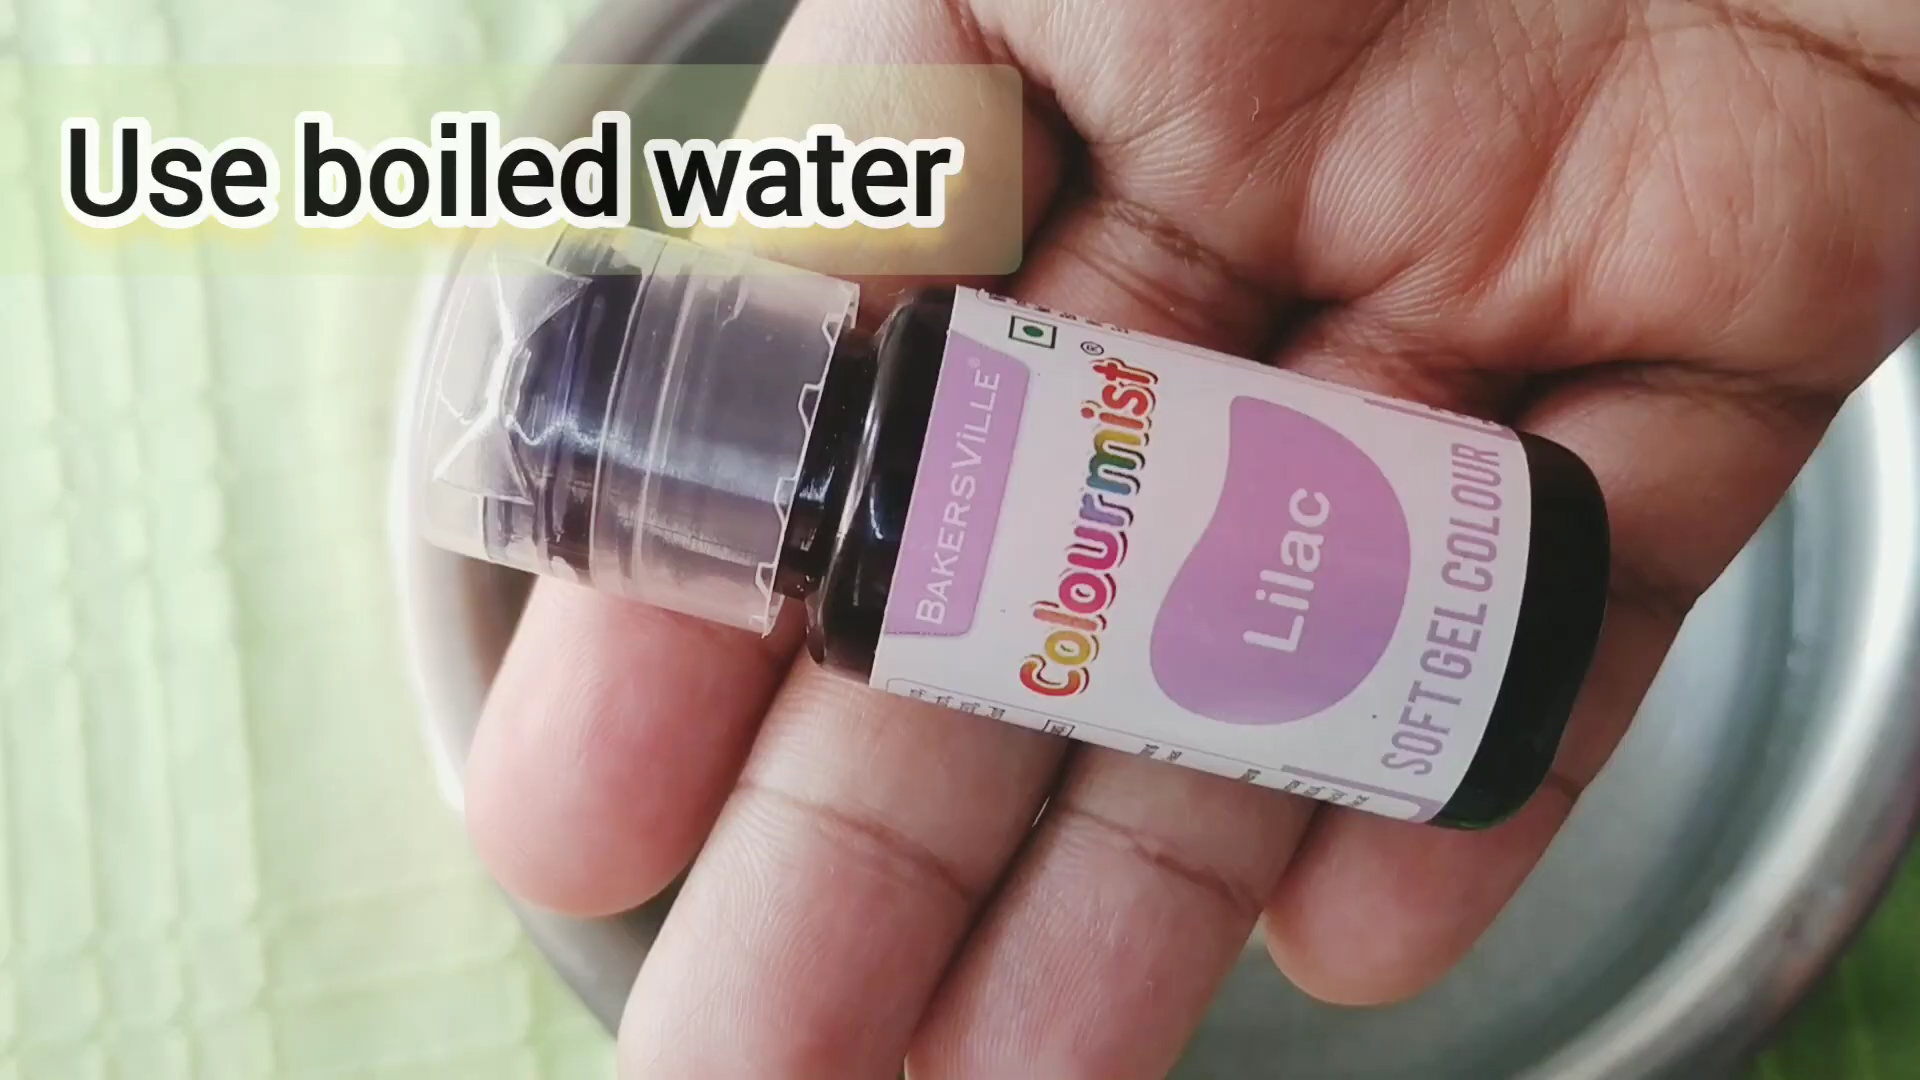 Use boiled water
BAKERSViLLE®
Colourmist®
Lilac
SOFT GEL COLOUR